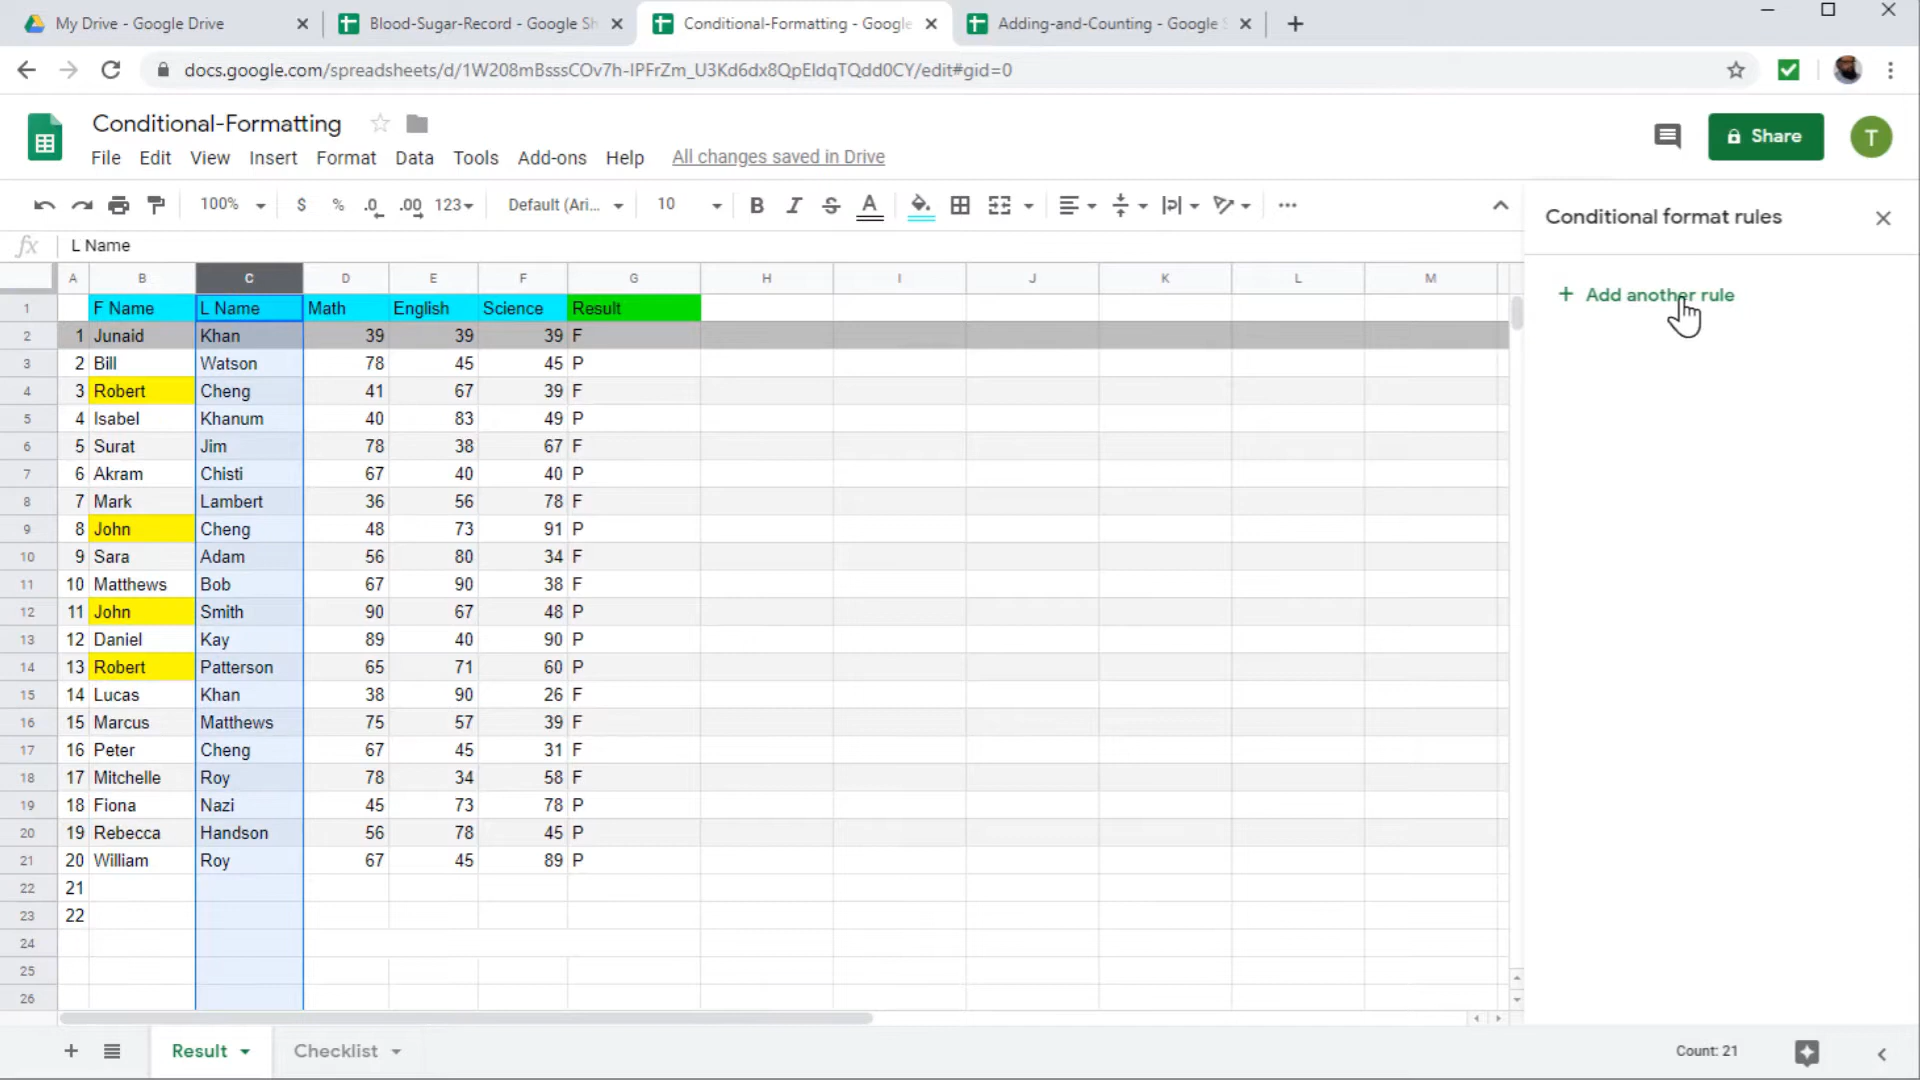 My Drive - Google Drive
Blood-Sugar-Record - Google Sh
Conditional-Formatting - Google
Adding-and-Counting - Google S
docs.google.com/spreadsheets/d/1W208mBsssCOv7h-IPFrZm_U3Kd6dx8QpEldqTQdd0CY/edit#gid=0
Conditional-Formatting
Share
T
File Edit View Insert Format Data Tools Add-ons Help All changes saved in Drive
100% $ % .0 .00 123 Default (Ari... 10 B I S A
Conditional format rules
fx L Name
A B C D E F G H I J K L M
+ Add another rule
1 F Name L Name Math English Science Result
2 1 Junaid Khan 39 39 39 F
3 2 Bill Watson 78 45 45 P
4 3 Robert Cheng 41 67 39 F
5 4 Isabel Khanum 40 83 49 P
6 5 Surat Jim 78 38 67 F
7 6 Akram Chisti 67 40 40 P
8 7 Mark Lambert 36 56 78 F
9 8 John Cheng 48 73 91 P
10 9 Sara Adam 56 80 34 F
11 10 Matthews Bob 67 90 38 F
12 11 John Smith 90 67 48 P
13 12 Daniel Kay 89 40 90 P
14 13 Robert Patterson 65 71 60 P
15 14 Lucas Khan 38 90 26 F
16 15 Marcus Matthews 75 57 39 F
17 16 Peter Cheng 67 45 31 F
18 17 Mitchelle Roy 78 34 58 F
19 18 Fiona Nazi 45 73 78 P
20 19 Rebecca Handson 56 78 45 P
21 20 William Roy 67 45 89 P
22 21
23 22
24
25
26
Result Checklist Count: 21